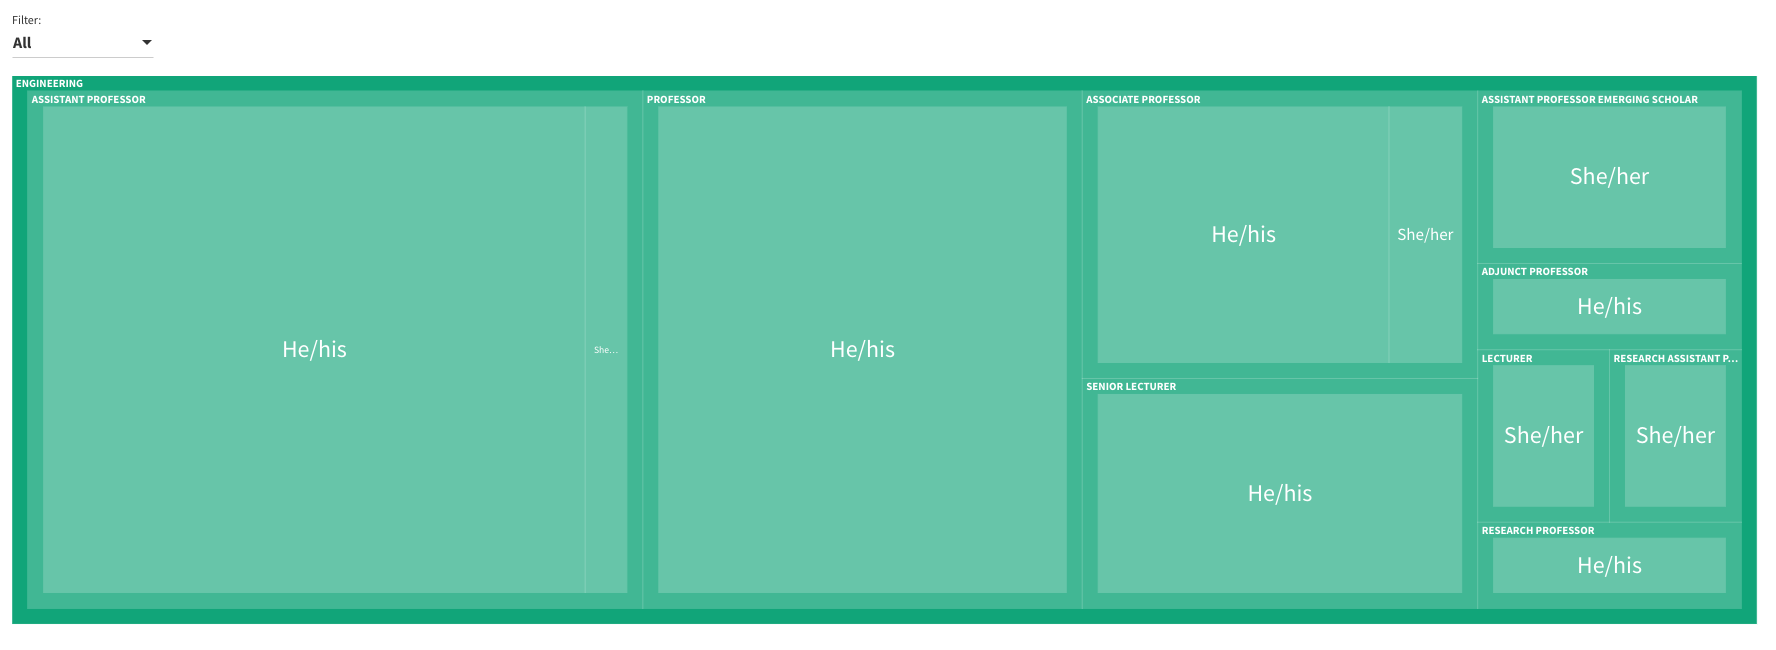 Filter:
All
ENGINEERING
ASSISTANT PROFESSOR
He/his
She...
PROFESSOR
He/his
ASSOCIATE PROFESSOR
He/his
She/her
SENIOR LECTURER
He/his
ASSISTANT PROFESSOR EMERGING SCHOLAR
She/her
ADJUNCT PROFESSOR
He/his
LECTURER
She/her
RESEARCH ASSISTANT P...
She/her
RESEARCH PROFESSOR
He/his